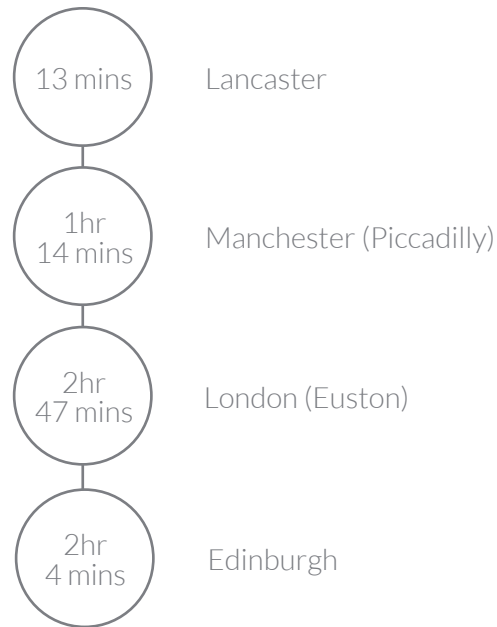 13 mins
Lancaster
1hr
14 mins
Manchester (Piccadilly)
2hr
47 mins
London (Euston)
2hr
4 mins
Edinburgh